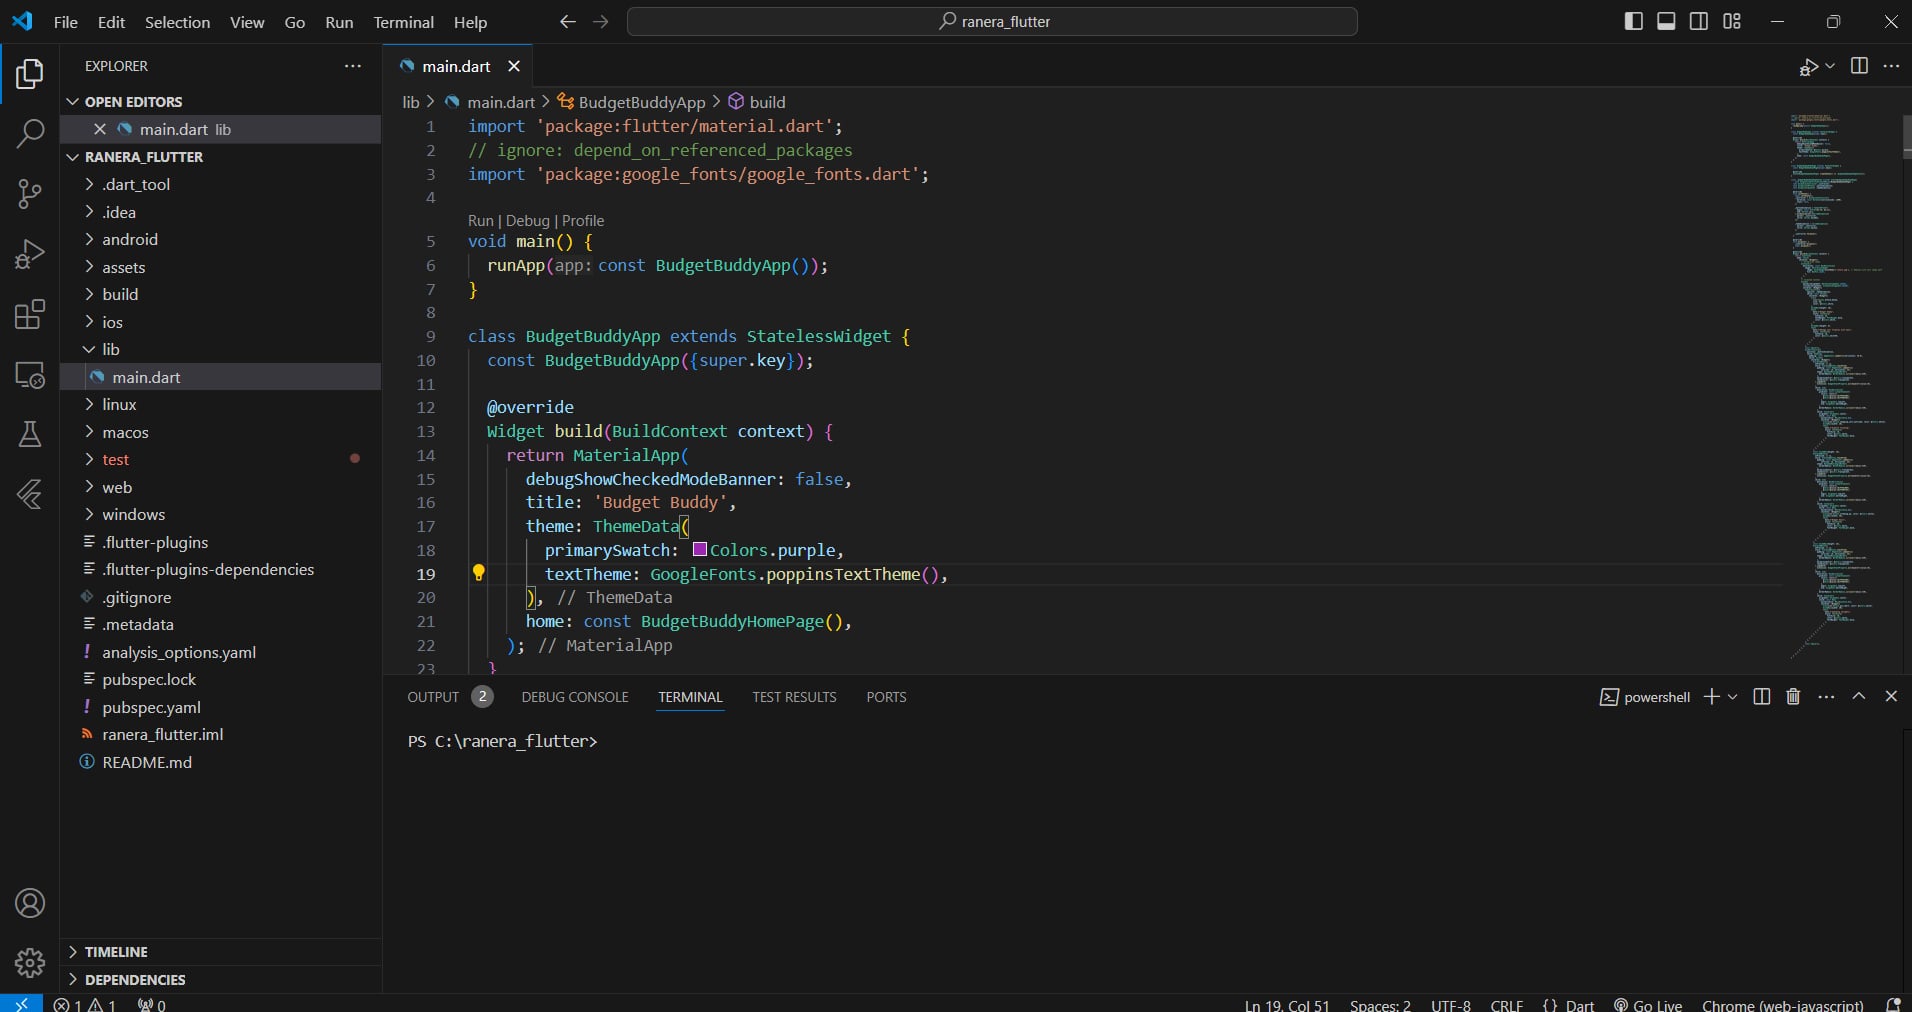 File Edit Selection View Go Run Terminal Help
ranera_flutter
EXPLORER
OPEN EDITORS
main.dart lib
RANERA_FLUTTER
.dart_tool
.idea
android
assets
build
ios
lib
main.dart
linux
macos
test
web
windows
.flutter-plugins
.flutter-plugins-dependencies
.gitignore
.metadata
analysis_options.yaml
pubspec.lock
pubspec.yaml
ranera_flutter.iml
README.md
TIMELINE
DEPENDENCIES
main.dart
lib > main.dart > BudgetBuddyApp > build
1 import 'package:flutter/material.dart';
2 // ignore: depend_on_referenced_packages
3 import 'package:google_fonts/google_fonts.dart';
4
Run | Debug | Profile
5 void main() {
6 runApp(app: const BudgetBuddyApp());
7 }
8
9 class BudgetBuddyApp extends StatelessWidget {
10 const BudgetBuddyApp({super.key});
11
12 @override
13 Widget build(BuildContext context) {
14 return MaterialApp(
15 debugShowCheckedModeBanner: false,
16 title: 'Budget Buddy',
17 theme: ThemeData(
18 primarySwatch: Colors.purple,
19 textTheme: GoogleFonts.poppinsTextTheme(),
20 ), // ThemeData
21 home: const BudgetBuddyHomePage(),
22 ); // MaterialApp
23 }
OUTPUT 2 DEBUG CONSOLE TERMINAL TEST RESULTS PORTS
powershell
PS C:\ranera_flutter>
1 1 0
Ln 19, Col 51 Spaces: 2 UTF-8 CRLF {} Dart Go Live Chrome (web-javascript)